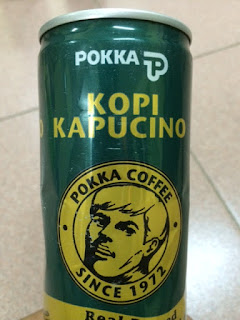 POKKA
KOPI
KAPUCINO
POKKA COFFEE
SINCE 1972
Real